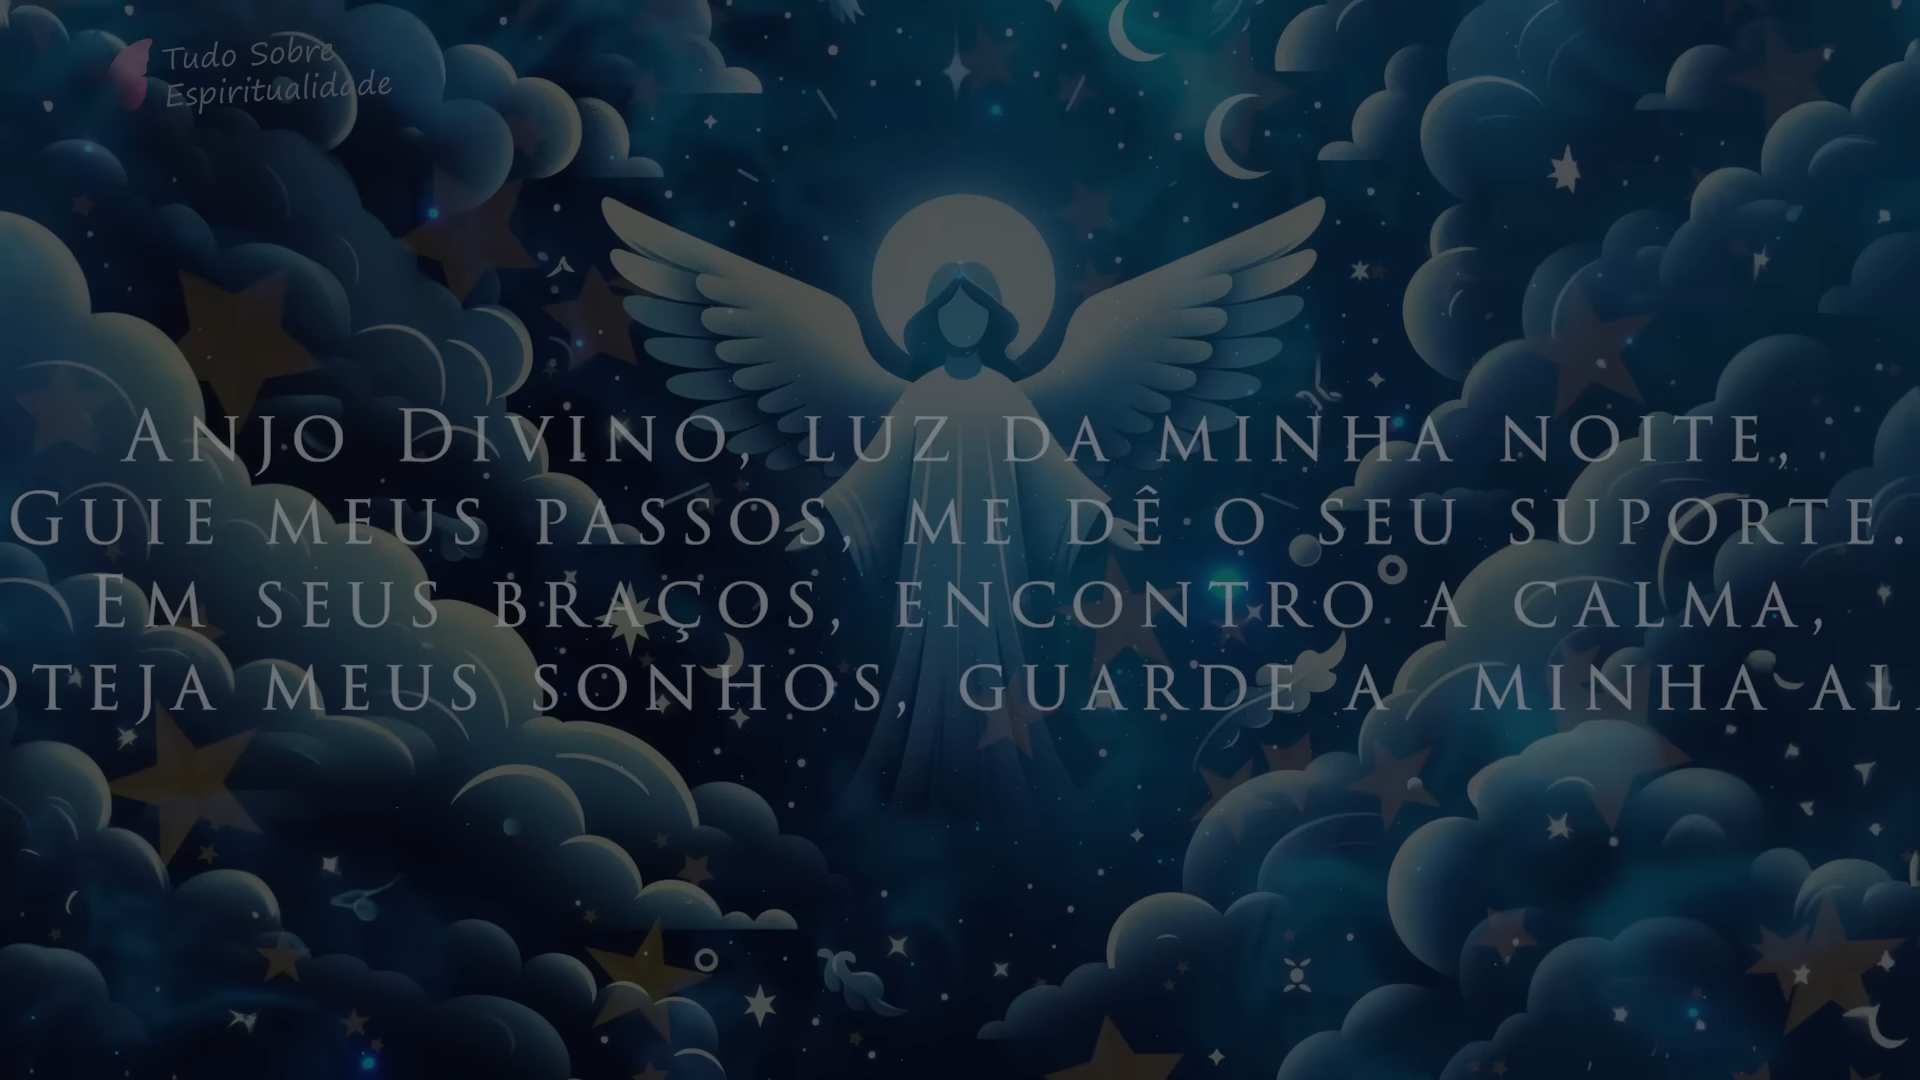 Tudo Sobre
Espiritualidade
Anjo Divino, luz da minha noite,
Guie meus passos, me dê o seu suporte.
Em seus braços, encontro a calma,
meus sonhos, guarde a minha